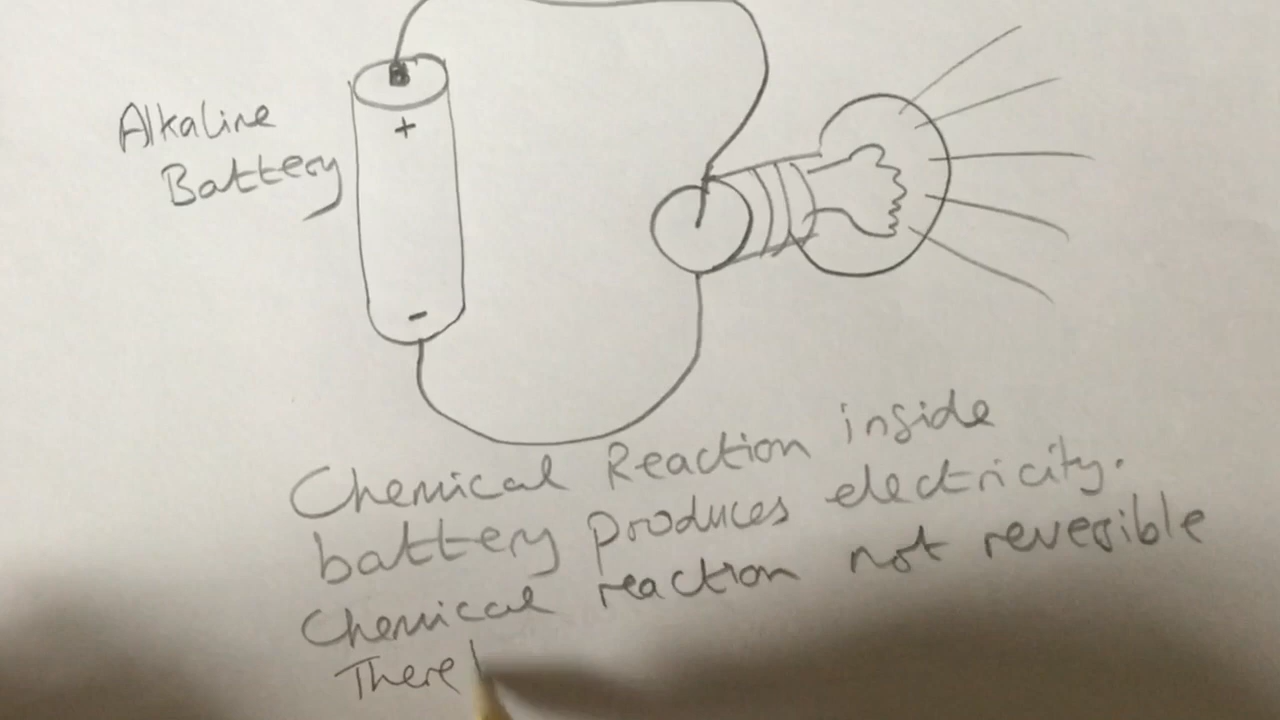 Alkaline
Battery
+
-
Chemical Reaction inside
battery produces electricity.
Chemical reaction not reversible
There